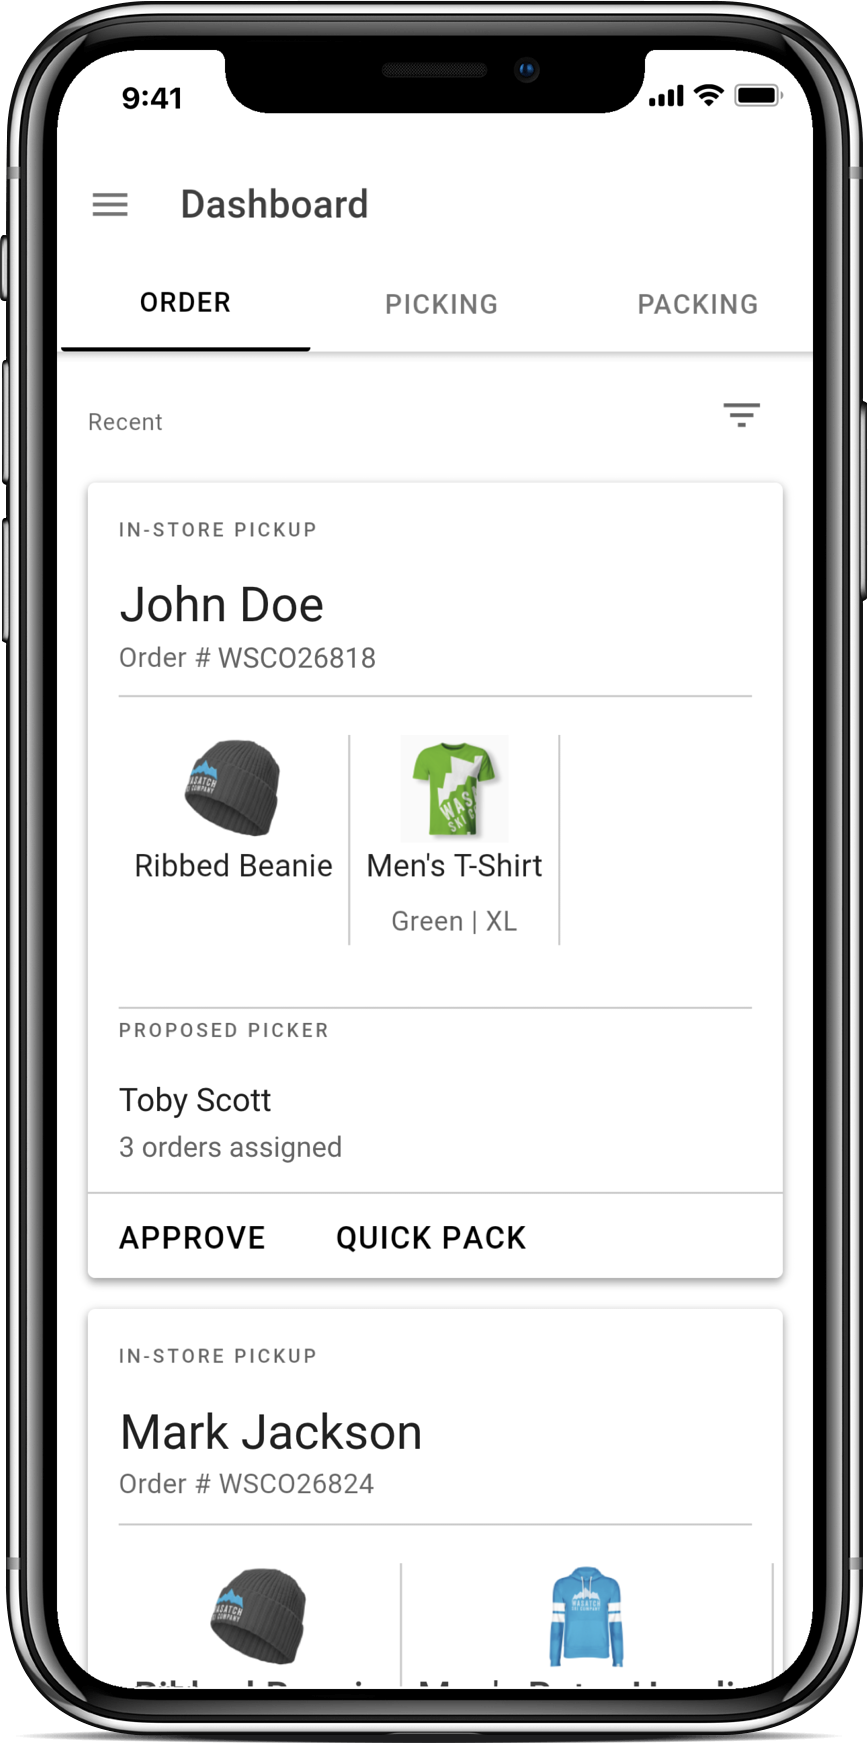 9:41
Dashboard
ORDER
PICKING
PACKING
Recent
IN-STORE PICKUP
John Doe
Order # WSCO26818
Ribbed Beanie
Men's T-Shirt
Green | XL
PROPOSED PICKER
Toby Scott
3 orders assigned
APPROVE
QUICK PACK
IN-STORE PICKUP
Mark Jackson
Order # WSCO26824
WASATCH